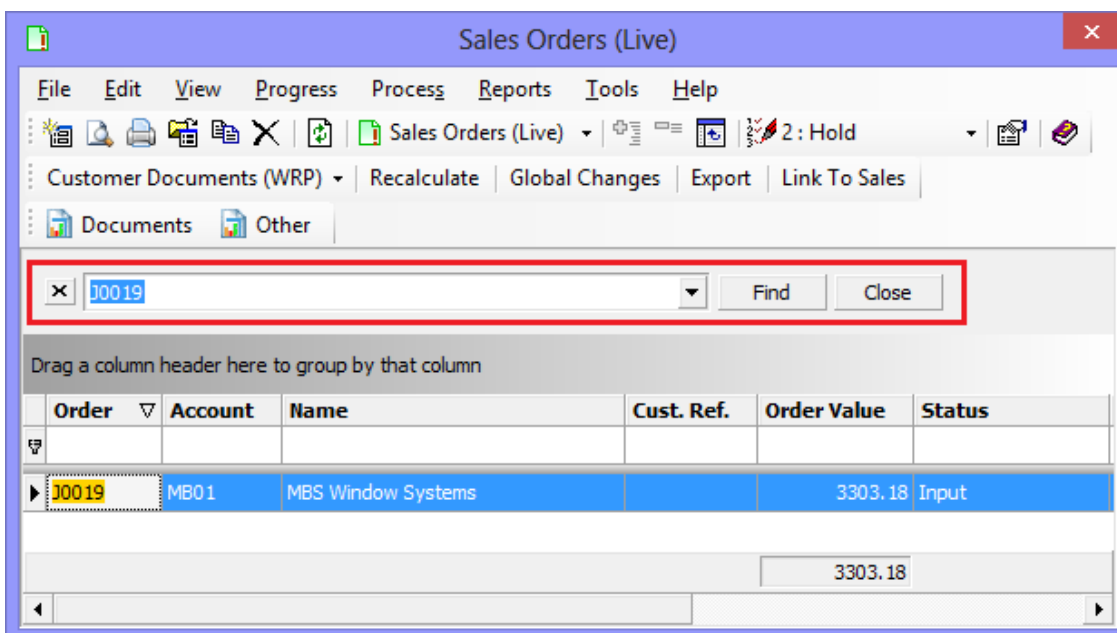 Sales Orders (Live)
File Edit View Progress Process Reports Tools Help
Sales Orders (Live) 2 : Hold
Customer Documents (WRP) Recalculate Global Changes Export Link To Sales
Documents Other
J0019 Find Close
Drag a column header here to group by that column
Order Account Name Cust. Ref. Order Value Status
J0019 MB01 MBS Window Systems 3303.18 Input
3303.18